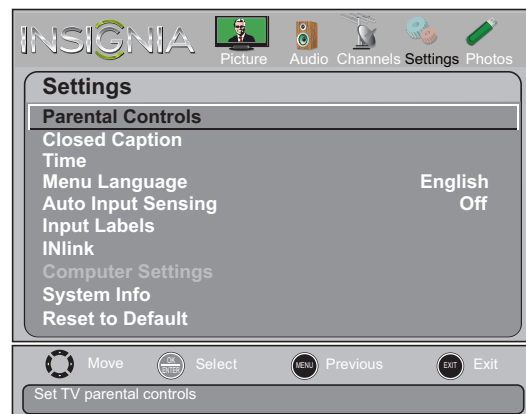 INSIGNIA
Picture Audio Channels Settings Photos
Settings
Parental Controls
Closed Caption
Time
Menu Language English
Auto Input Sensing Off
Input Labels
INlink
Computer Settings
System Info
Reset to Default
Move OK ENTER Select MENU Previous EXIT Exit
Set TV parental controls